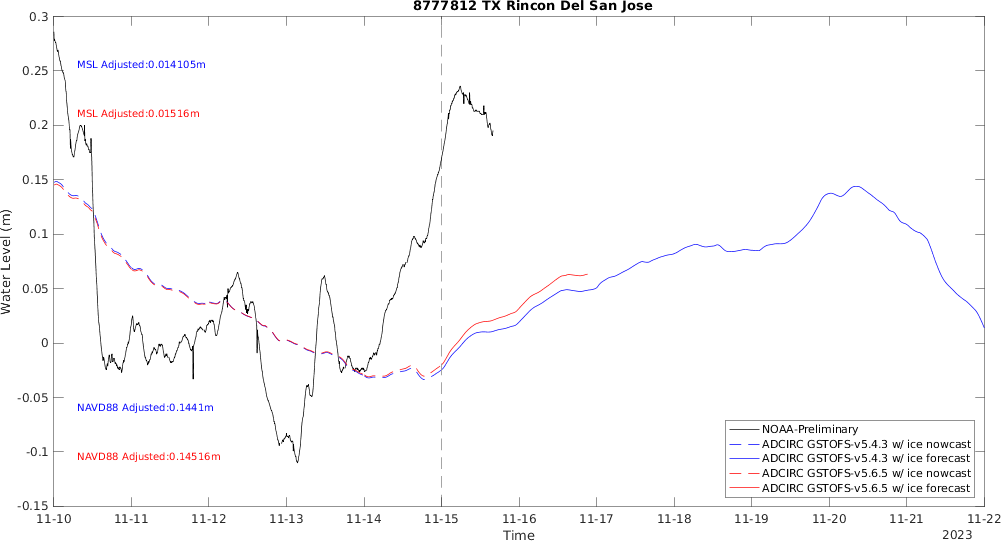 8777812 TX Rincon Del San Jose
0.3
0.25
0.2
0.15
0.1
0.05
0
-0.05
-0.1
-0.15
Water Level (m)
MSL Adjusted:0.014105m
MSL Adjusted:0.01516m
NAVD88 Adjusted:0.1441m
NAVD88 Adjusted:0.14516m
NOAA-Preliminary
ADCIRC GSTOFS-v5.4.3 w/ ice nowcast
ADCIRC GSTOFS-v5.4.3 w/ ice forecast
ADCIRC GSTOFS-v5.6.5 w/ ice nowcast
ADCIRC GSTOFS-v5.6.5 w/ ice forecast
11-10 11-11 11-12 11-13 11-14 11-15 11-16 11-17 11-18 11-19 11-20 11-21 11-22
Time
2023